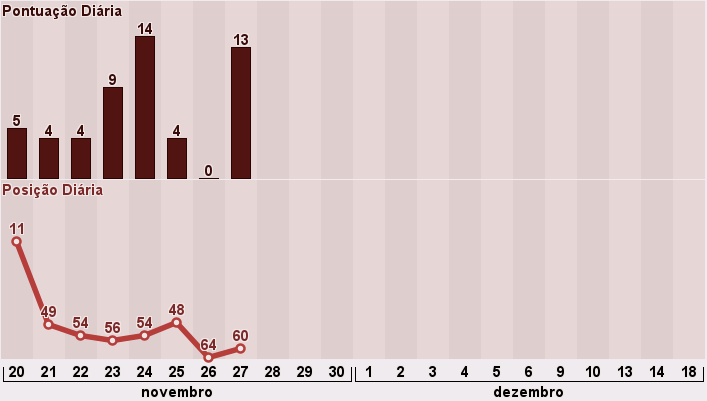 Pontuação Diária
5 4 4 9 14 4 0 13
Posição Diária
11 49 54 56 54 48 64 60
20 21 22 23 24 25 26 27 28 29 30 1 2 3 4 5 6 9 10 13 14 18
novembro dezembro